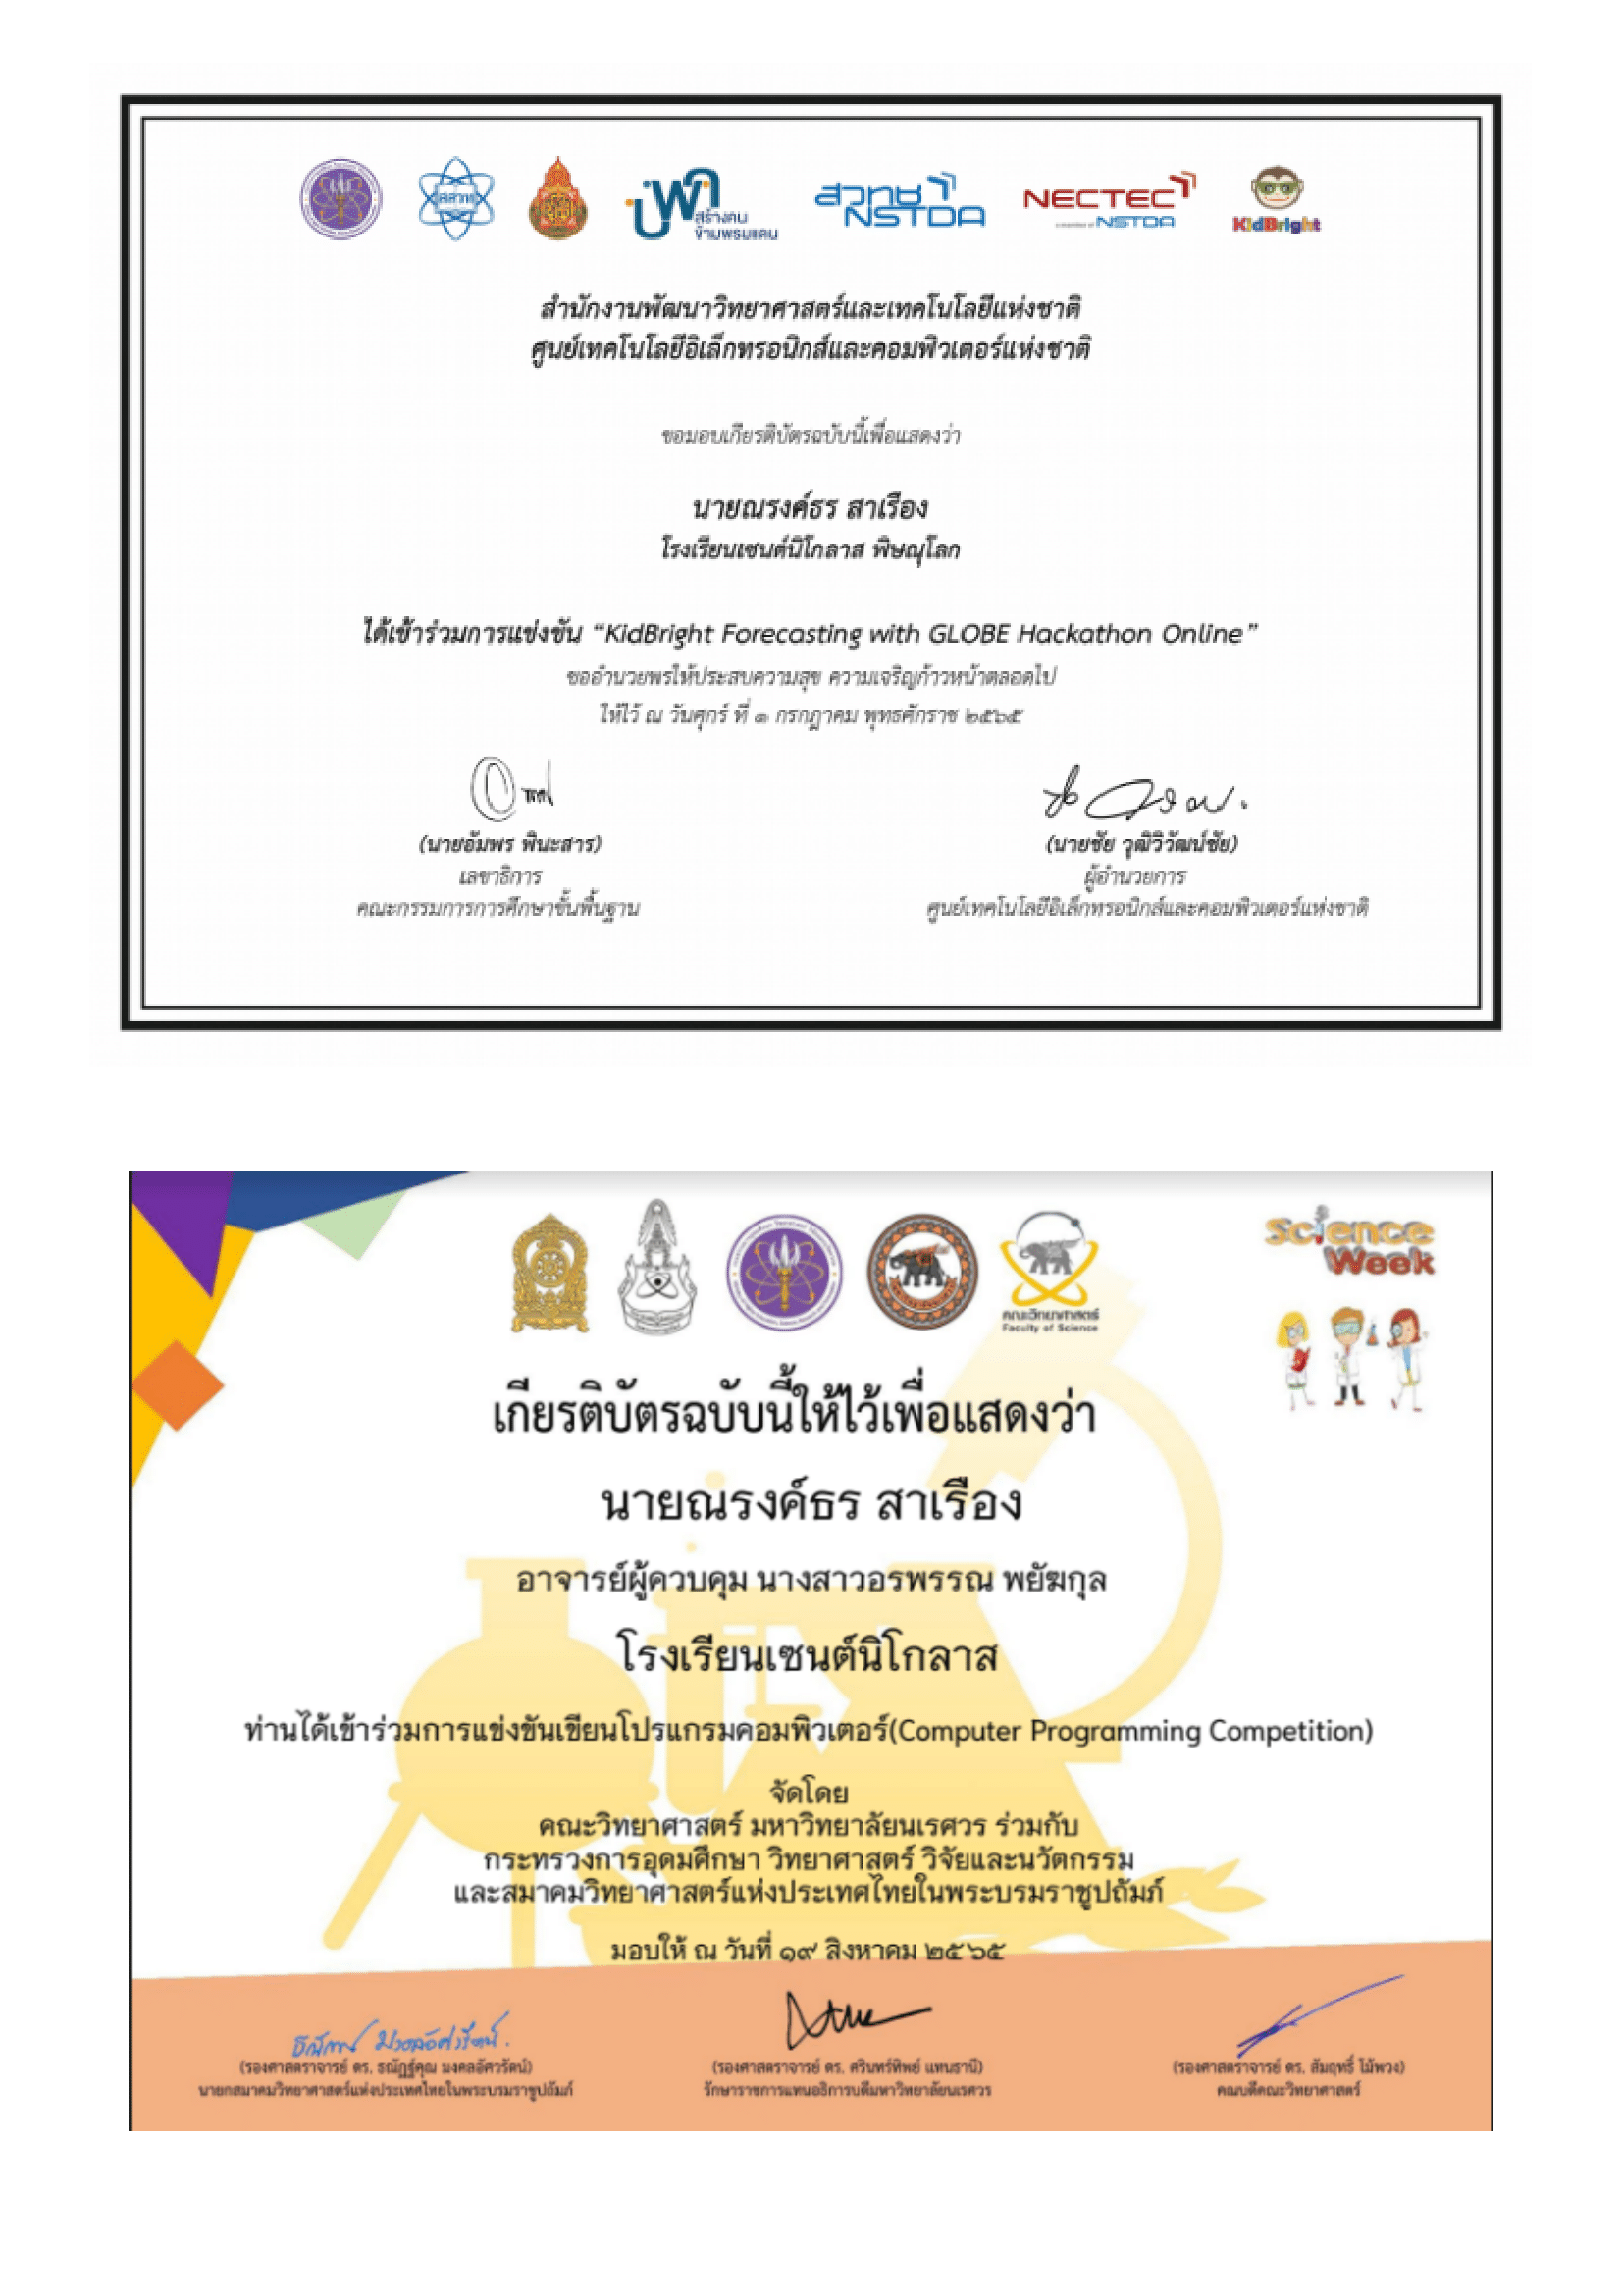 สสวท
สร้างคน
ข้ามพรมแดน
สวทช
NSTDA
NECTEC
a member of NSTDA
KidBright
สำนักงานพัฒนาวิทยาศาสตร์และเทคโนโลยีแห่งชาติ
ศูนย์เทคโนโลยีอิเล็กทรอนิกส์และคอมพิวเตอร์แห่งชาติ
ขอมอบเกียรติบัตรฉบับนี้เพื่อแสดงว่า
นายณรงค์ธร สาเรือง
โรงเรียนเซนต์นิโกลาส พิษณุโลก
ได้เข้าร่วมการแข่งขัน “KidBright Forecasting with GLOBE Hackathon Online”
ขออำนวยพรให้ประสบความสุข ความเจริญก้าวหน้าตลอดไป
ให้ไว้ ณ วันศุกร์ ที่ ๑ กรกฎาคม พุทธศักราช ๒๕๖๕
(นายอัมพร พินะสาร)
เลขาธิการ
คณะกรรมการการศึกษาขั้นพื้นฐาน
(นายชัย วุฒิวิวัฒน์ชัย)
ผู้อำนวยการ
ศูนย์เทคโนโลยีอิเล็กทรอนิกส์และคอมพิวเตอร์แห่งชาติ
Science
Week
คณะวิทยาศาสตร์
Faculty of Science
เกียรติบัตรฉบับนี้ให้ไว้เพื่อแสดงว่า
นายณรงค์ธร สาเรือง
อาจารย์ผู้ควบคุม นางสาวอรพรรณ พยัฆกุล
โรงเรียนเซนต์นิโกลาส
ท่านได้เข้าร่วมการแข่งขันเขียนโปรแกรมคอมพิวเตอร์(Computer Programming Competition)
จัดโดย
คณะวิทยาศาสตร์ มหาวิทยาลัยนเรศวร ร่วมกับ
กระทรวงการอุดมศึกษา วิทยาศาสตร์ วิจัยและนวัตกรรม
และสมาคมวิทยาศาสตร์แห่งประเทศไทยในพระบรมราชูปถัมภ์
มอบให้ ณ วันที่ ๑๙ สิงหาคม ๒๕๖๕
(รองศาสตราจารย์ ดร. ธณัฏฐ์คุณ มงคลอัศวรัตน์)
นายกสมาคมวิทยาศาสตร์แห่งประเทศไทยในพระบรมราชูปถัมภ์
(รองศาสตราจารย์ ดร. ศรินทร์ทิพย์ แทนธานี)
รักษาราชการแทนอธิการบดีมหาวิทยาลัยนเรศวร
(รองศาสตราจารย์ ดร. สัมฤทธิ์ โม้พวง)
คณบดีคณะวิทยาศาสตร์